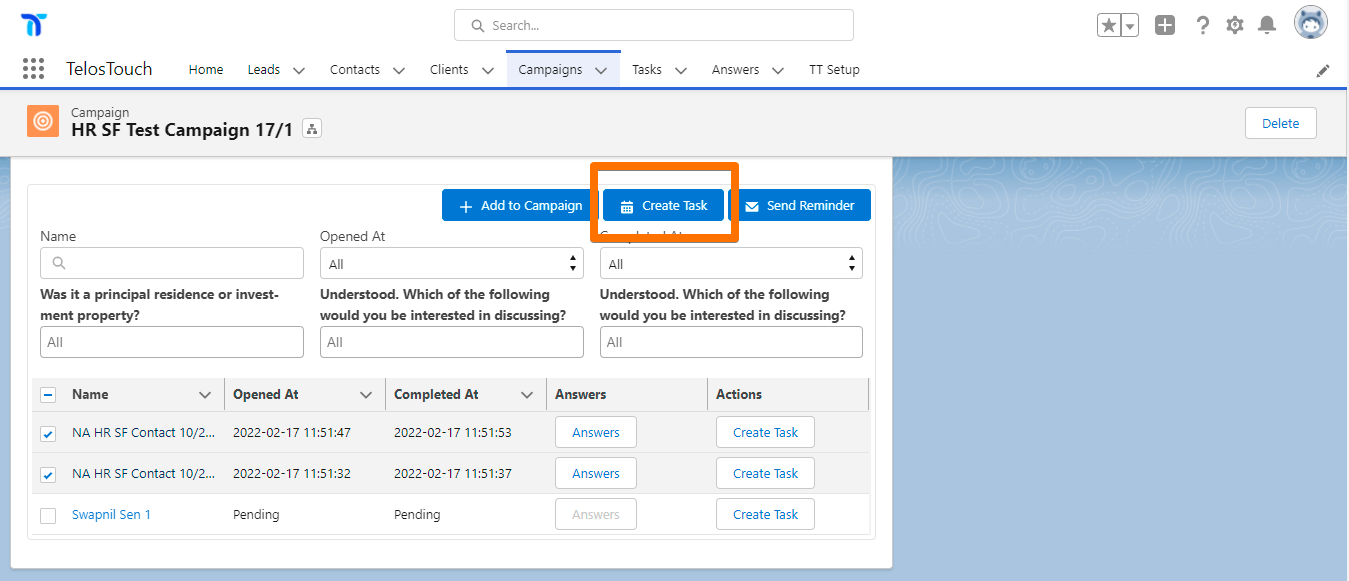 Search...
TelosTouch Home Leads Contacts Clients Campaigns Tasks Answers TT Setup
Campaign
HR SF Test Campaign 17/1
Delete
Add to Campaign Create Task Send Reminder
Name Opened At
All All
Was it a principal residence or invest- Understood. Which of the following Understood. Which of the following
ment property? would you be interested in discussing? would you be interested in discussing?
All All All
Name Opened At Completed At Answers Actions
NA HR SF Contact 10/2... 2022-02-17 11:51:47 2022-02-17 11:51:53 Answers Create Task
NA HR SF Contact 10/2... 2022-02-17 11:51:32 2022-02-17 11:51:37 Answers Create Task
Swapnil Sen 1 Pending Pending Answers Create Task